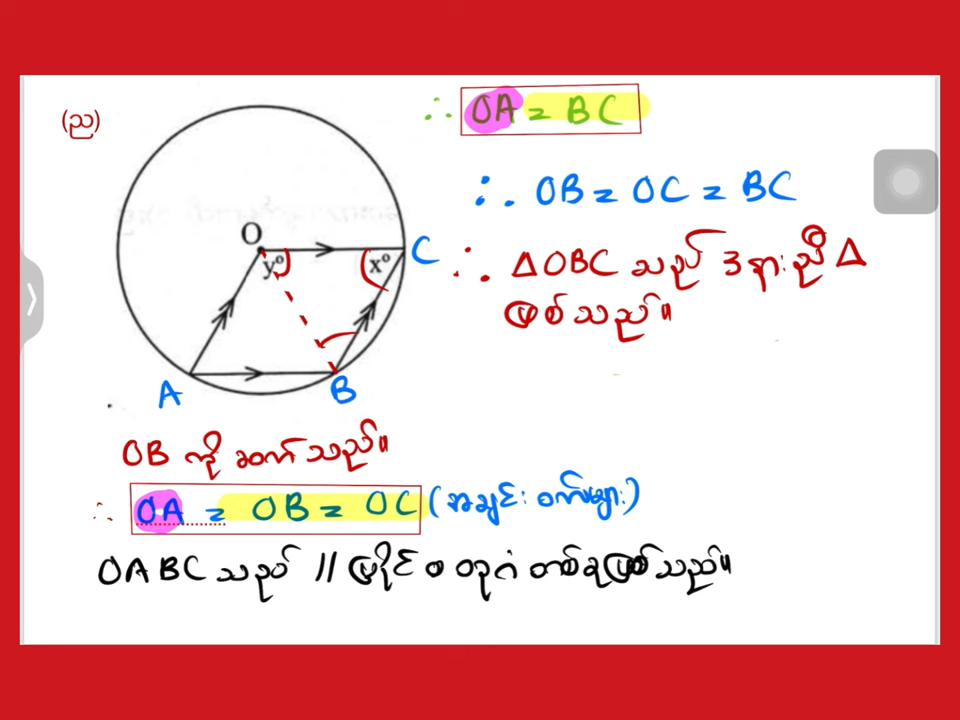 (ည)
∴ OA = BC
∴ OB = OC = BC
∴ Δ OBC သည် ၃ နားညီ Δ
ဖြစ်သည်။
O
C
y°
x°
A
B
OB ကို ဆက်သည်။
∴ OA = OB = OC (အချင်းဝက်များ)
OABC သည် // ပြိုင် စတုဂံ တစ်ခုဖြစ်သည်။